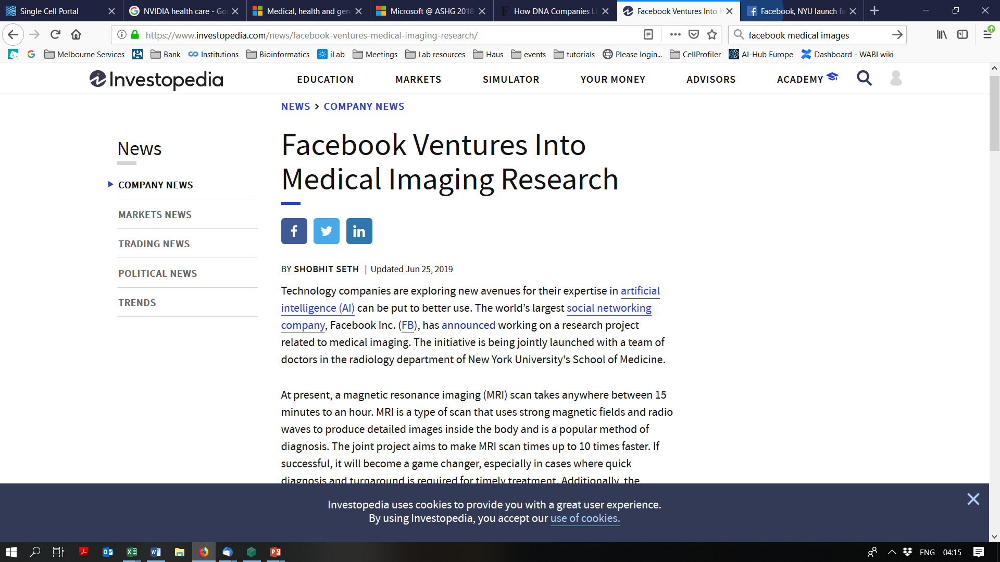 Single Cell Portal
NVIDIA health care - Go
Medical, health and gen
Microsoft @ ASHG 2018
How DNA Companies Li
Facebook Ventures Into
Facebook, NYU launch fa
https://www.investopedia.com/news/facebook-ventures-medical-imaging-research/
facebook medical images
Melbourne Services
Bank
Institutions
Bioinformatics
iLab
Meetings
Lab resources
Haus
events
tutorials
Please login...
CellProfiler
AI-Hub Europe
Dashboard - WABI wiki
Investopedia
EDUCATION
MARKETS
SIMULATOR
YOUR MONEY
ADVISORS
ACADEMY
NEWS > COMPANY NEWS
News
COMPANY NEWS
MARKETS NEWS
TRADING NEWS
POLITICAL NEWS
TRENDS
Facebook Ventures Into
Medical Imaging Research
BY SHOBHIT SETH | Updated Jun 25, 2019
Technology companies are exploring new avenues for their expertise in artificial
intelligence (AI) can be put to better use. The world’s largest social networking
company, Facebook Inc. (FB), has announced working on a research project
related to medical imaging. The initiative is being jointly launched with a team of
doctors in the radiology department of New York University's School of Medicine.
At present, a magnetic resonance imaging (MRI) scan takes anywhere between 15
minutes to an hour. MRI is a type of scan that uses strong magnetic fields and radio
waves to produce detailed images inside the body and is a popular method of
diagnosis. The joint project aims to make MRI scan times up to 10 times faster. If
successful, it will become a game changer, especially in cases where quick
diagnosis and turnaround is required for timely treatment. Additionally, the
Investopedia uses cookies to provide you with a great user experience.
By using Investopedia, you accept our use of cookies.
ENG
04:15